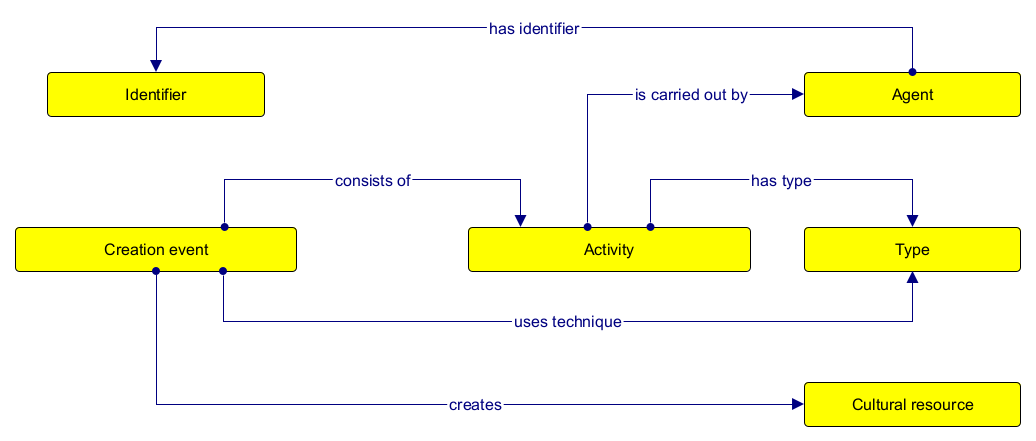 has identifier
Identifier
is carried out by
Agent
consists of
has type
Creation event
Activity
Type
uses technique
creates
Cultural resource